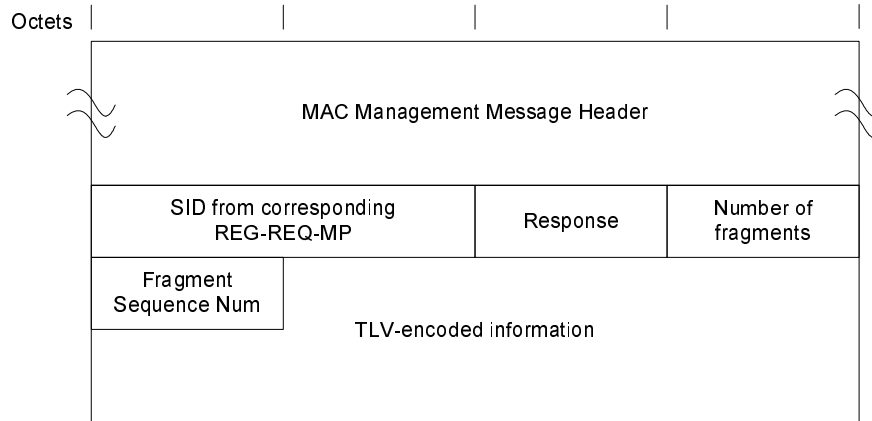 Octets
MAC Management Message Header
SID from corresponding
REG-REQ-MP
Response
Number of
fragments
Fragment
Sequence Num
TLV-encoded information